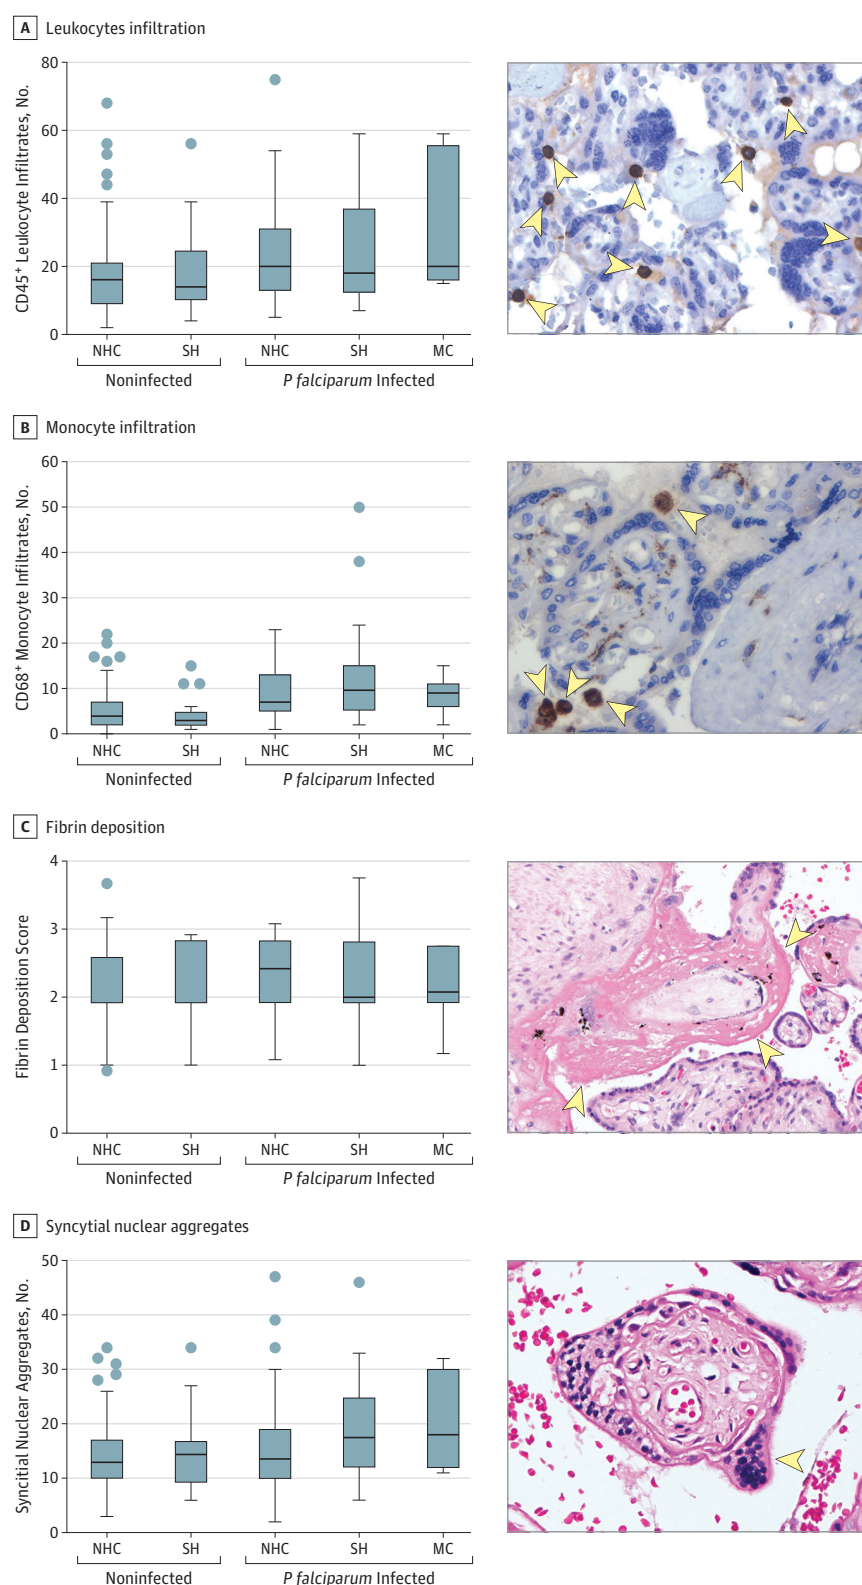 A Leukocytes infiltration
CD45+ Leukocyte Infiltrates, No.
80
60
40
20
0
NHC SH NHC SH MC
Noninfected P falciparum Infected
B Monocyte infiltration
CD68+ Monocyte Infiltrates, No.
60
50
40
30
20
10
0
NHC SH NHC SH MC
Noninfected P falciparum Infected
C Fibrin deposition
Fibrin Deposition Score
4
3
2
1
0
NHC SH NHC SH MC
Noninfected P falciparum Infected
D Syncytial nuclear aggregates
Syncitial Nuclear Aggregates, No.
50
40
30
20
10
0
NHC SH NHC SH MC
Noninfected P falciparum Infected